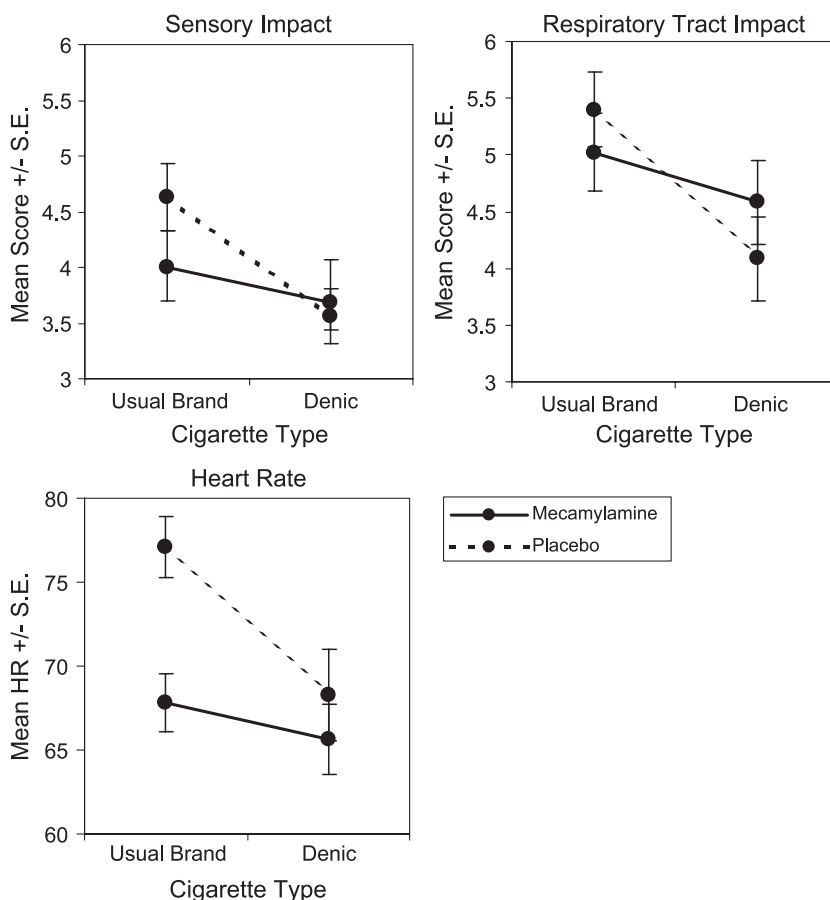 Sensory Impact
6
5.5
5
4.5
4
3.5
3
Mean Score +/- S.E.
Usual Brand Denic
Cigarette Type
Respiratory Tract Impact
6
5.5
5
4.5
4
3.5
3
Mean Score +/- S.E.
Usual Brand Denic
Cigarette Type
Heart Rate
80
75
70
65
60
Mean HR +/- S.E.
Usual Brand Denic
Cigarette Type
Mecamylamine
Placebo